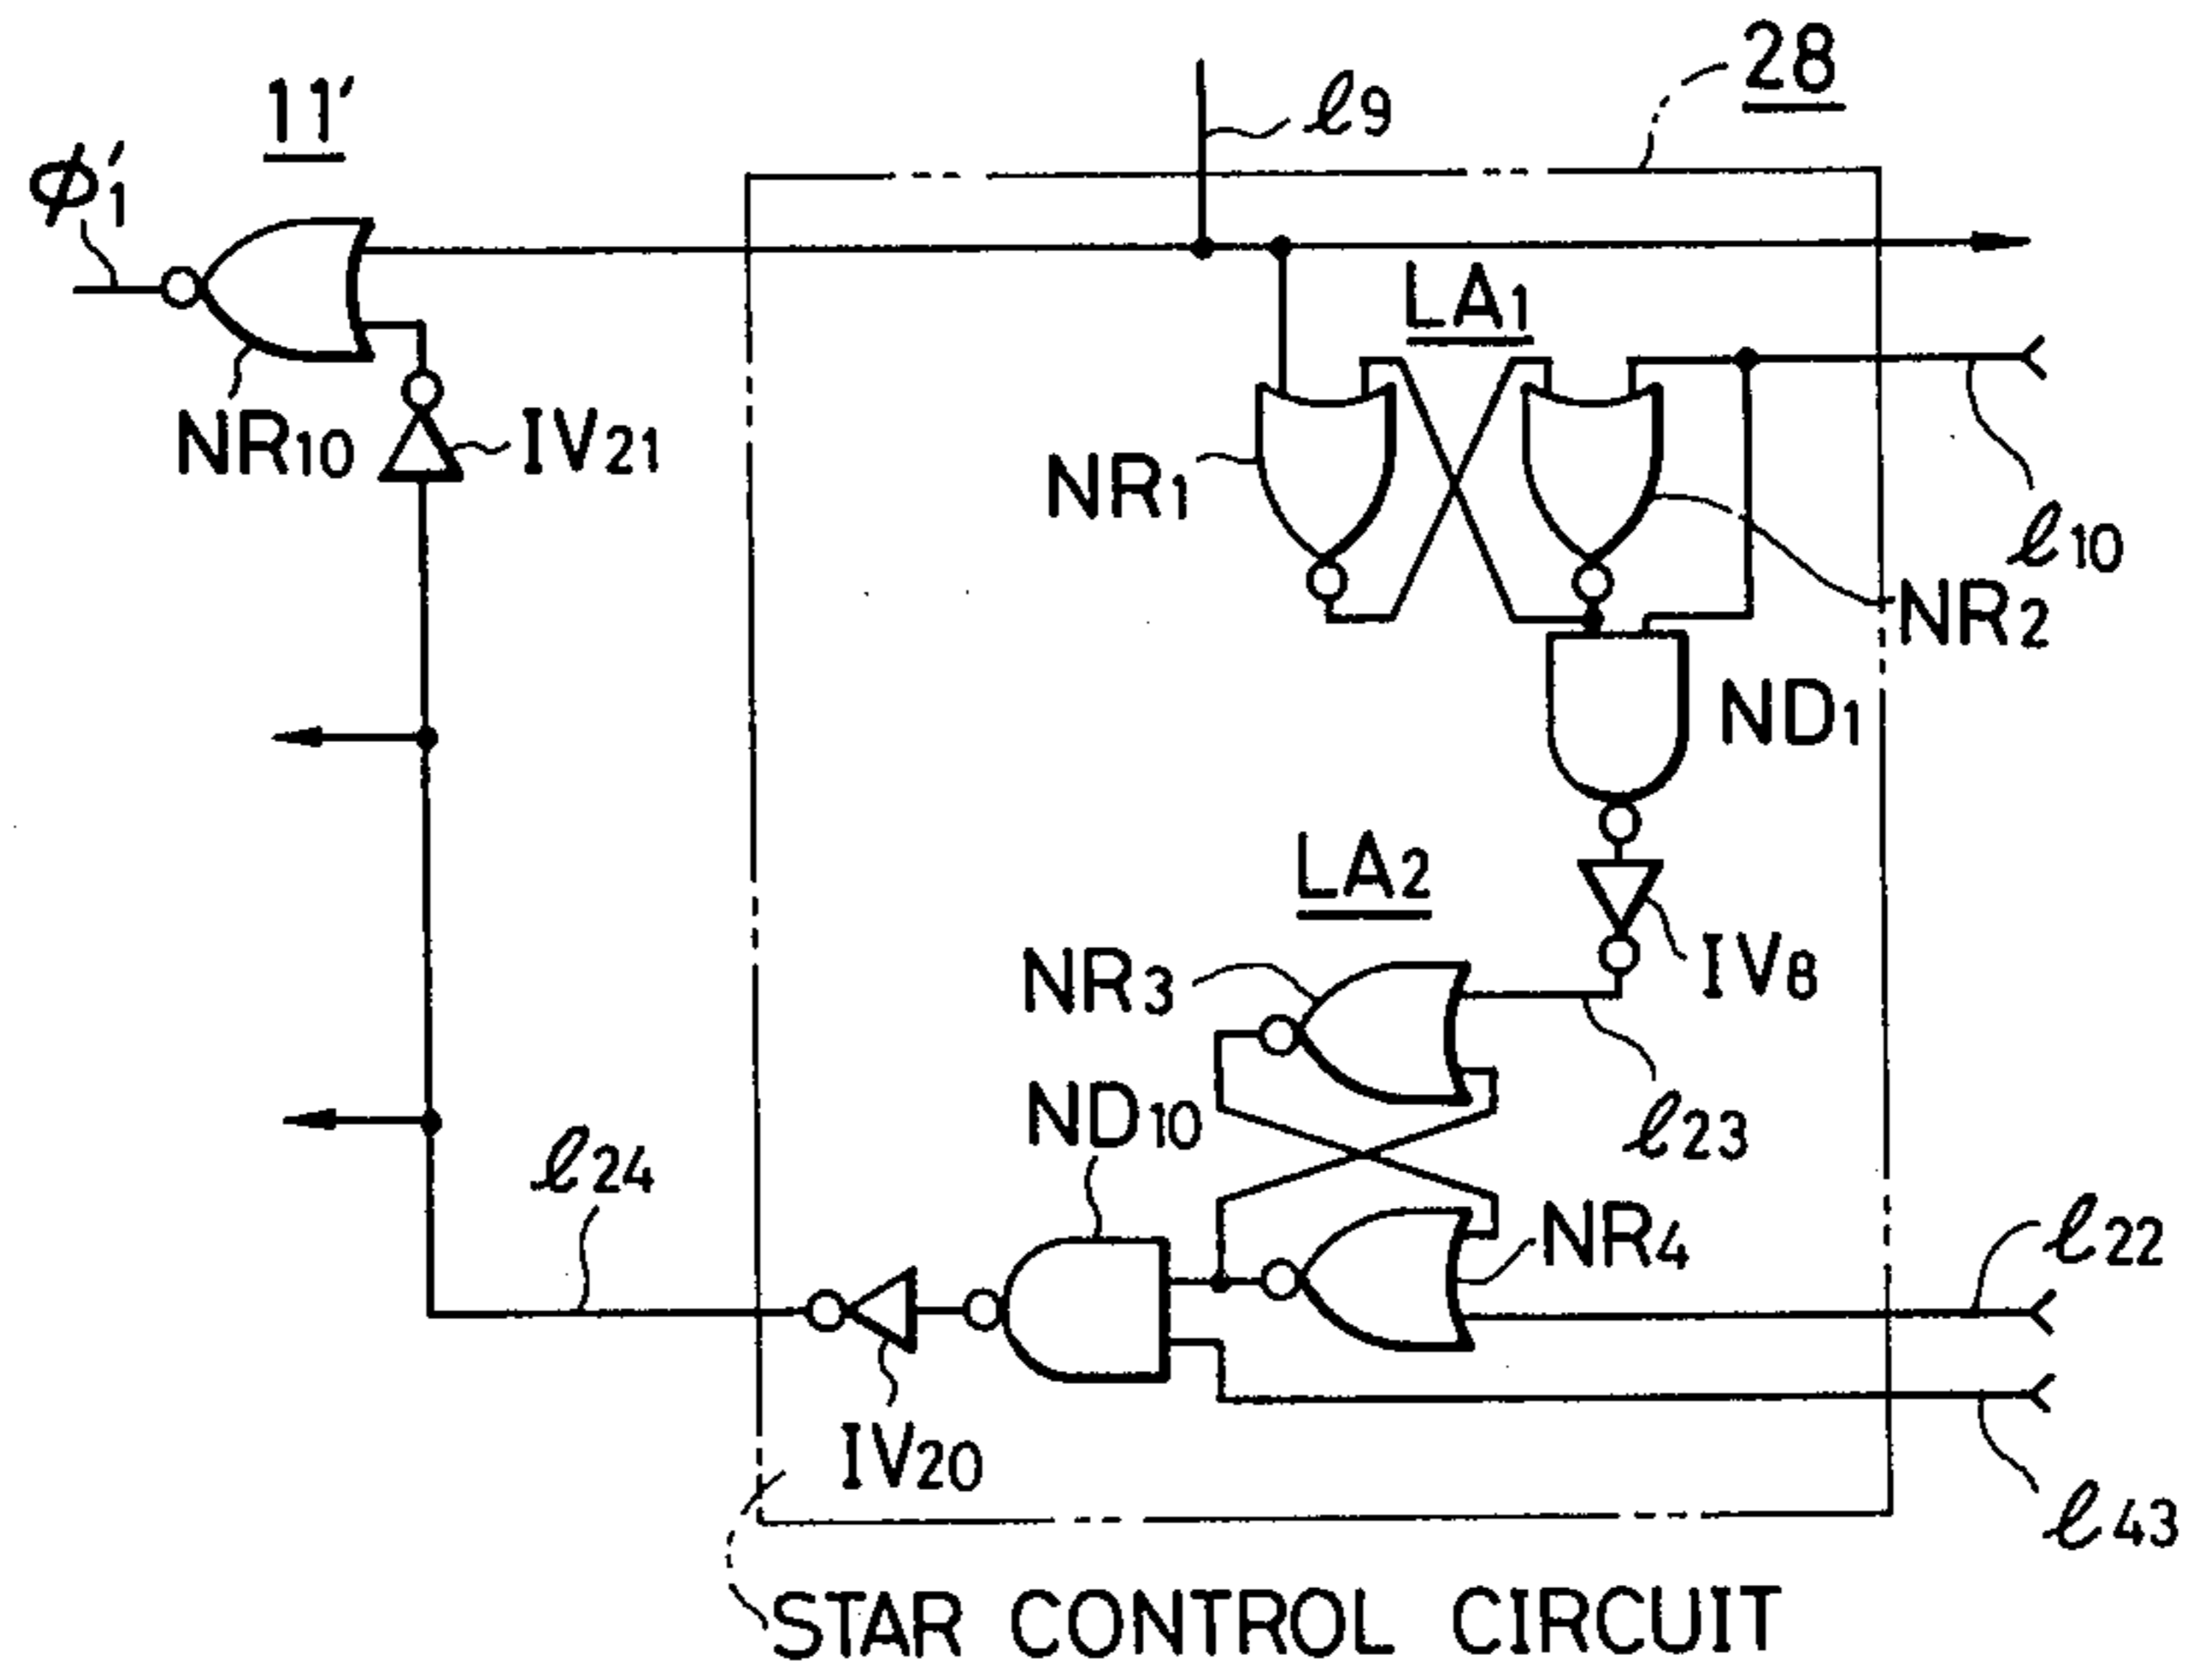 28
11′
ℓ9
ϕ′1
LA1
NR10
IV21
NR1
ℓ10
NR2
ND1
LA2
NR3
IV8
ND10
ℓ23
ℓ24
NR4
ℓ22
IV20
ℓ43
STAR CONTROL CIRCUIT